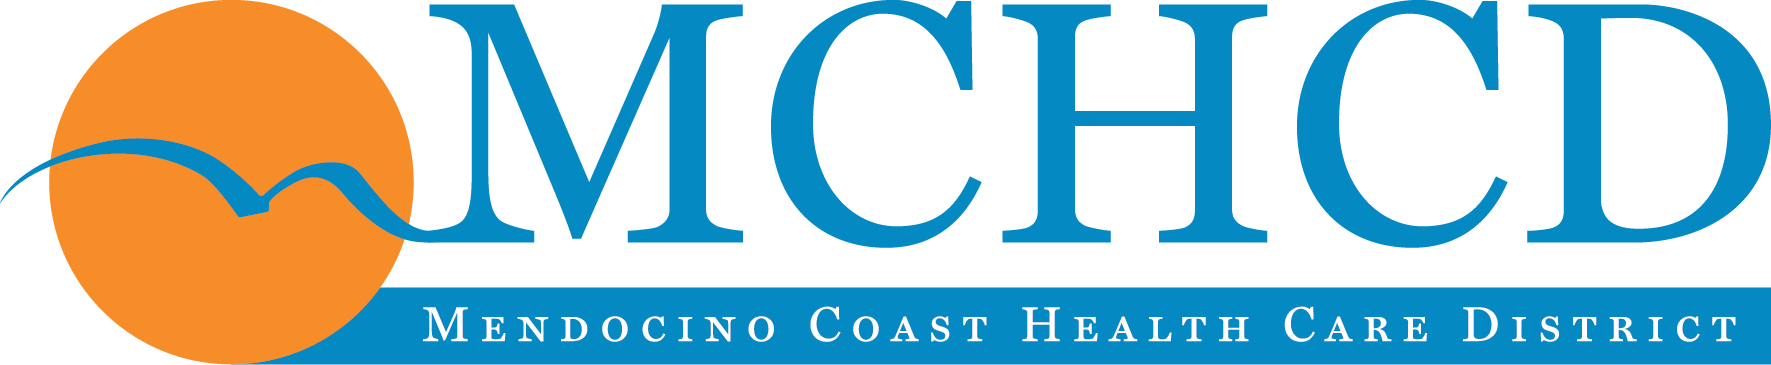 MCHCD
MENDOCINO COAST HEALTH CARE DISTRICT